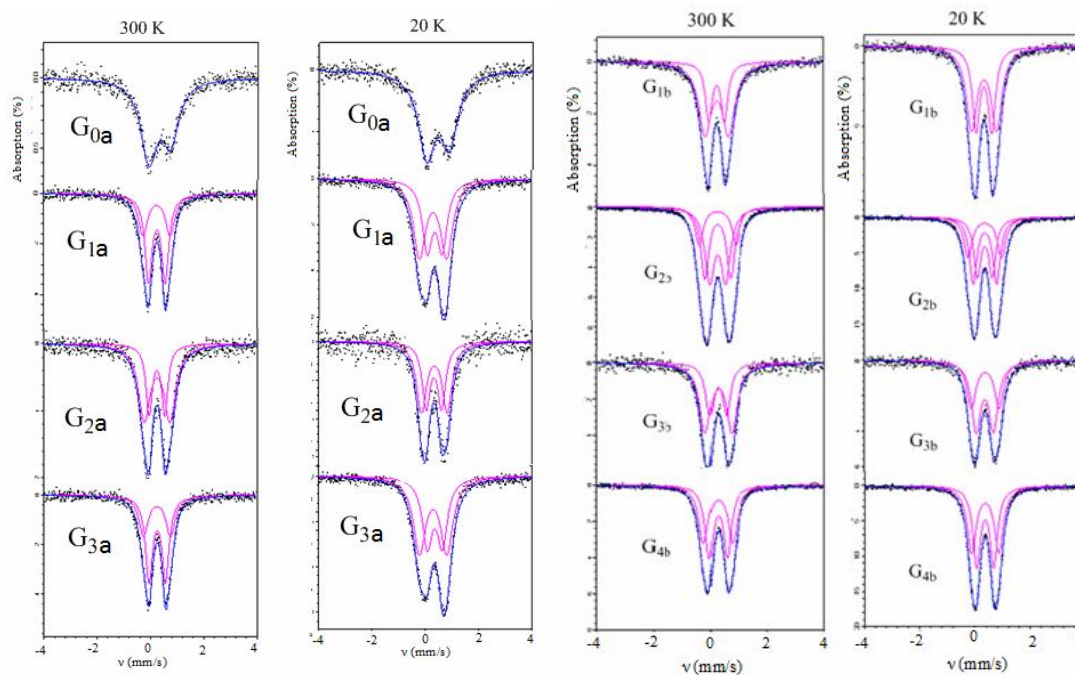 300 K
Absorption (%)
G0a
G1a
G2a
G3a
-4 -2 0 2 4
ν (mm/s)
20 K
Absorption (%)
G0a
G1a
G2a
G3a
-4 -2 0 2 4
ν (mm/s)
300 K
Absorption (%)
G1b
G2b
G3b
G4b
-4 -2 0 2 4
ν (mm/s)
20 K
Absorption (%)
G1b
G2b
G3b
G4b
-4 -2 0 2
ν (mm/s)